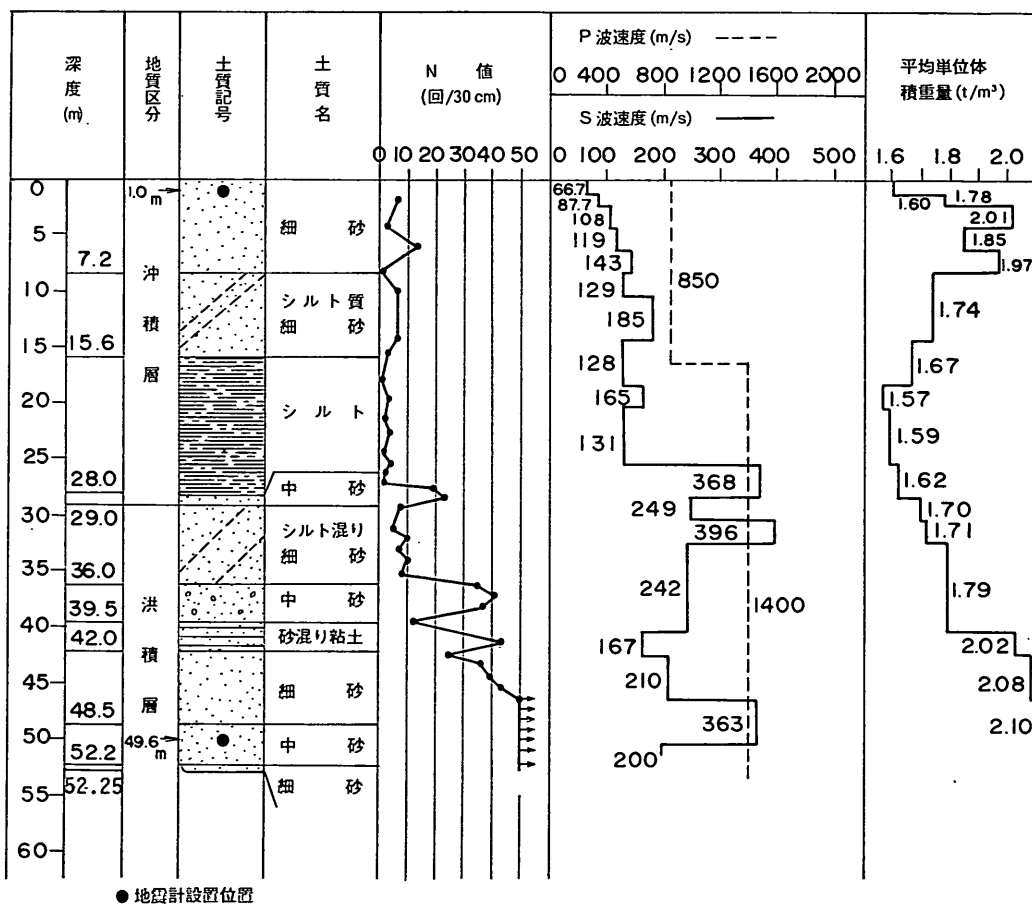 深度
(m)
地質区分
土質記号
土質名
N 値
(回/30 cm)
0 10 20 30 40 50
P 波速度 (m/s)
0 400 800 1200 1600 2000
S 波速度 (m/s)
0 100 200 300 400 500
平均単位体
積重量 (t/m³)
1.6 1.8 2.0
0
5
10
15
20
25
30
35
40
45
50
55
60
7.2
15.6
28.0
29.0
36.0
39.5
42.0
48.5
52.2
52.25
1.0 m
沖積層
洪積層
49.6 m
細砂
シルト質
細砂
シルト
中砂
シルト混り
細砂
中砂
砂混り粘土
細砂
中砂
細砂
66.7
87.7
108
119
143
129
185
128
165
131
368
249
396
242
167
210
363
200
850
1400
1.60
1.78
2.01
1.85
1.97
1.74
1.67
1.57
1.59
1.62
1.70
1.71
1.79
2.02
2.08
2.10
● 地震計設置位置